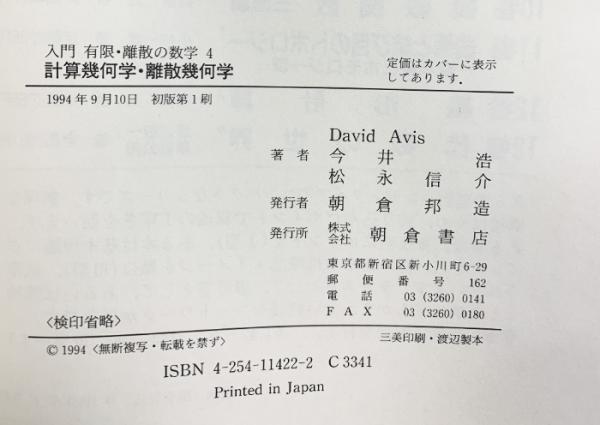 入門 有限・離散の数学 4
計算幾何学・離散幾何学
定価はカバーに表示
してあります。
1994年9月10日 初版第1刷
David Avis
著者 今井浩
松永信介
発行者 朝倉邦造
発行所 株式会社 朝倉書店
東京都新宿区新小川町6-29
郵便番号 162
電話 03 (3260) 0141
FAX 03 (3260) 0180
〈検印省略〉
© 1994 〈無断複写・転載を禁ず〉
三美印刷・渡辺製本
ISBN 4-254-11422-2 C 3341
Printed in Japan